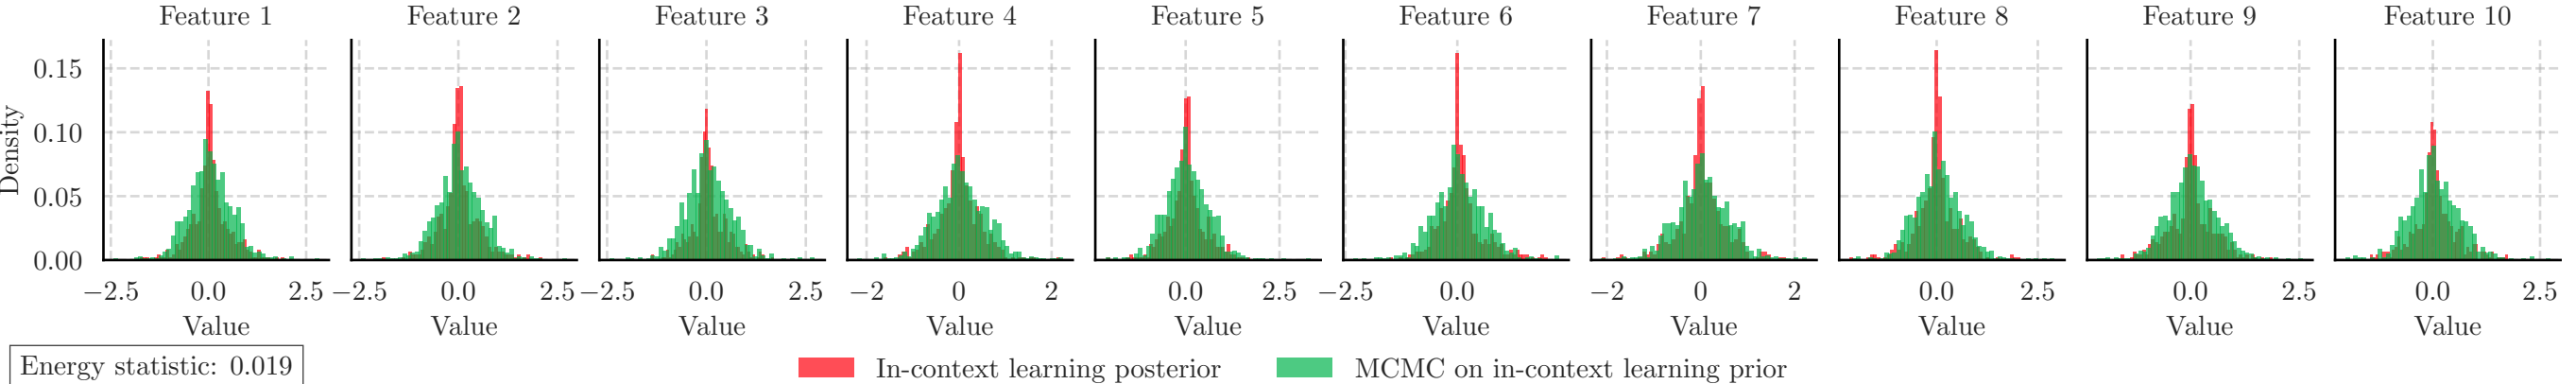 Feature 1 Feature 2 Feature 3 Feature 4 Feature 5 Feature 6 Feature 7 Feature 8 Feature 9 Feature 10
Density
0.15
0.10
0.05
0.00
−2.5 0.0 2.5 −2.5 0.0 2.5 −2.5 0.0 2.5 −2 0 2 0.0 2.5 −2.5 0.0 −2 0 2 0.0 2.5 0.0 2.5 0.0 2.5
Value Value Value Value Value Value Value Value Value Value
Energy statistic: 0.019
In-context learning posterior
MCMC on in-context learning prior